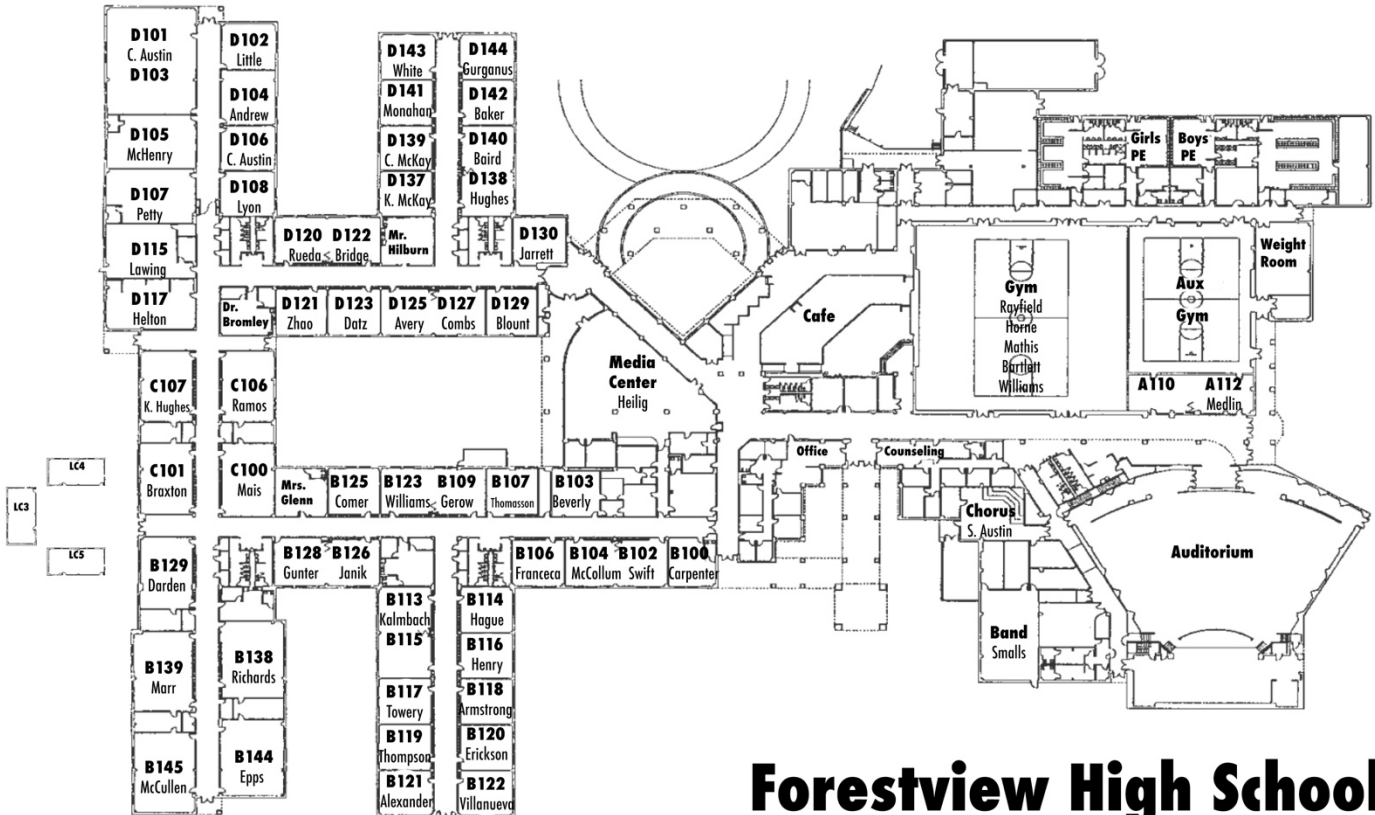 D101
C. Austin
D103
D105
McHenry
D107
Petty
D115
Lawing
D117
Helton
D102
Little
D104
Andrew
D106
C. Austin
D108
Lyon
D120
Rueda
D122
Bridge
Mr.
Hilburn
D143
White
D141
Monahan
D139
C. McKay
D137
K. McKay
D144
Gurganus
D142
Baker
D140
Baird
D138
Hughes
D130
Jarrett
Dr.
Bromley
D121
Zhao
D123
Datz
D125
Avery
D127
Combs
D129
Blount
C107
K. Hughes
C106
Ramos
C101
Braxton
C100
Mais
Mrs.
Glenn
B125
Comer
B123
Williams
B109
Gerow
B107
Thomasson
B103
Beverly
LC4
LC3
LC5
B129
Darden
B128
Gunter
B126
Janik
B106
Franceca
B104
McCollum
B102
Swift
B100
Carpenter
B113
Kalmbach
B115
B117
Towery
B119
Thompson
B121
Alexander
B114
Hague
B116
Henry
B118
Armstrong
B120
Erickson
B122
Villanueva
B139
Marr
B138
Richards
B145
McCullen
B144
Epps
Media
Center
Heilig
Cafe
Girls
PE
Boys
PE
Gym
Rayfield
Horne
Mathis
Bartlett
Williams
Aux
Gym
Weight
Room
A110
A112
Medlin
Office
Counseling
Chorus
S. Austin
Band
Smalls
Auditorium
Forestview High School